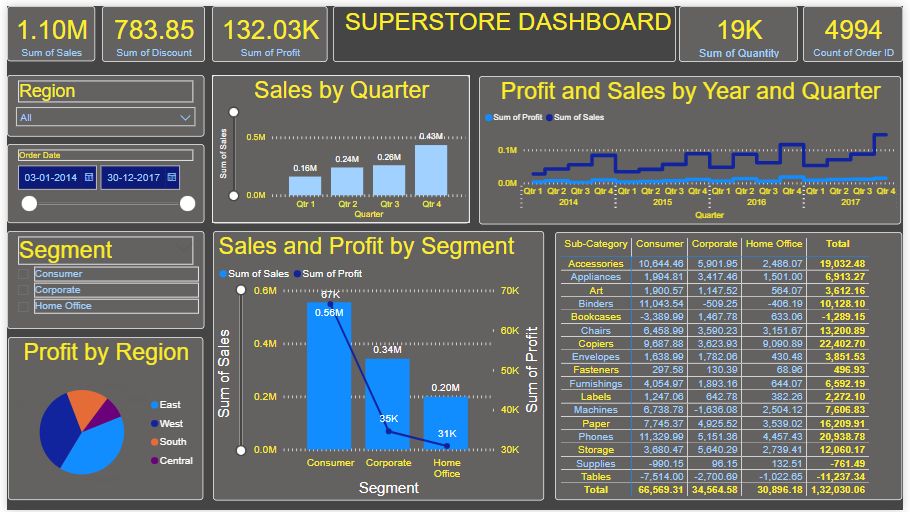 1.10M
Sum of Sales
783.85
Sum of Discount
132.03K
Sum of Profit
SUPERSTORE DASHBOARD
19K
Sum of Quantity
4994
Count of Order ID
Region
All
Order Date
03-01-2014
30-12-2017
Segment
Consumer
Corporate
Home Office
Profit by Region
East
West
South
Central
Sales by Quarter
Sum of Sales
0.5M
0.0M
0.16M
0.24M
0.26M
0.43M
Qtr 1 Qtr 2 Qtr 3 Qtr 4
Quarter
Profit and Sales by Year and Quarter
Sum of Profit Sum of Sales
0.1M
0.0M
Qtr 1 Qtr 2 Qtr 3 Qtr 4 Qtr 1 Qtr 2 Qtr 3 Qtr 4 Qtr 1 Qtr 2 Qtr 3 Qtr 4 Qtr 1 Qtr 2 Qtr 3 Qtr 4
2014 2015 2016 2017
Quarter
Sales and Profit by Segment
Sum of Sales Sum of Profit
Sum of Sales
0.6M
0.4M
0.2M
0.0M
67K
0.56M
0.34M
35K
0.20M
31K
70K
60K
50K
40K
30K
Sum of Profit
Consumer Corporate Home
Office
Segment
Sub-Category Consumer Corporate Home Office Total
Accessories 10,644.46 5,901.95 2,486.07 19,032.48
Appliances 1,994.81 3,417.46 1,501.00 6,913.27
Art 1,900.57 1,147.52 564.07 3,612.16
Binders 11,043.54 -509.25 -406.19 10,128.10
Bookcases -3,389.99 1,467.78 633.06 -1,289.15
Chairs 6,458.99 3,590.23 3,151.67 13,200.89
Copiers 9,687.88 3,623.93 9,090.89 22,402.70
Envelopes 1,638.99 1,782.06 430.48 3,851.53
Fasteners 297.58 130.39 68.96 496.93
Furnishings 4,054.97 1,893.16 644.07 6,592.19
Labels 1,247.06 642.78 382.26 2,272.10
Machines 6,738.78 -1,636.08 2,504.12 7,606.83
Paper 7,745.37 4,925.52 3,539.02 16,209.91
Phones 11,329.99 5,151.36 4,457.43 20,938.78
Storage 3,680.47 5,640.29 2,739.41 12,060.17
Supplies -990.15 96.15 132.51 -761.49
Tables -7,514.00 -2,700.69 -1,022.65 -11,237.34
Total 66,569.31 34,564.58 30,896.18 1,32,030.06